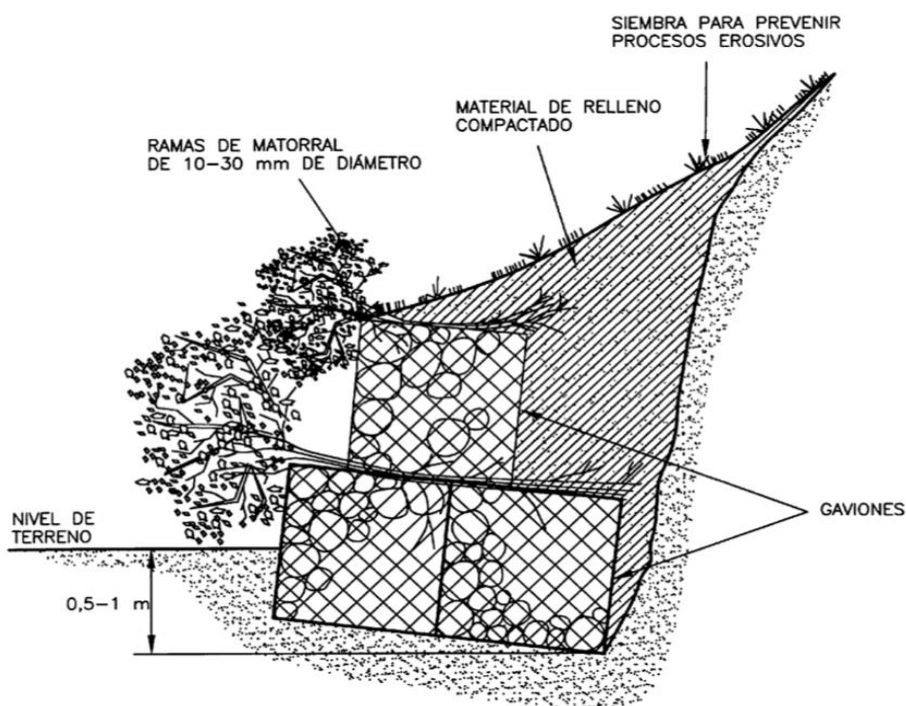 SIEMBRA PARA PREVENIR
PROCESOS EROSIVOS
MATERIAL DE RELLENO
COMPACTADO
RAMAS DE MATORRAL
DE 10-30 mm DE DIÁMETRO
GAVIONES
NIVEL DE
TERRENO
0,5-1 m